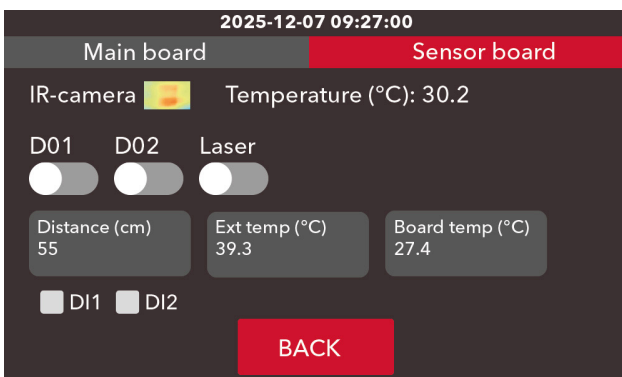 2025-12-07 09:27:00
Main board Sensor board
IR-camera Temperature (°C): 30.2
D01 D02 Laser
Distance (cm) Ext temp (°C) Board temp (°C)
55 39.3 27.4
DI1 DI2
BACK